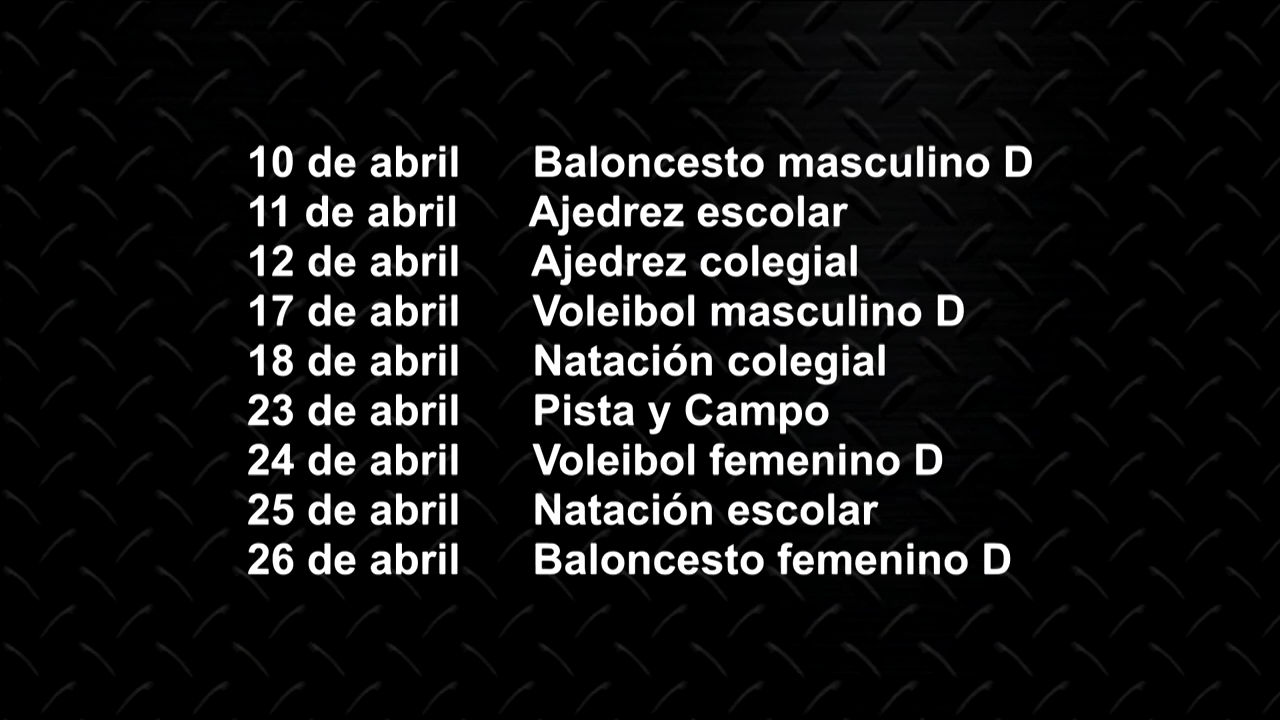 10 de abril Baloncesto masculino D
11 de abril Ajedrez escolar
12 de abril Ajedrez colegial
17 de abril Voleibol masculino D
18 de abril Natación colegial
23 de abril Pista y Campo
24 de abril Voleibol femenino D
25 de abril Natación escolar
26 de abril Baloncesto femenino D